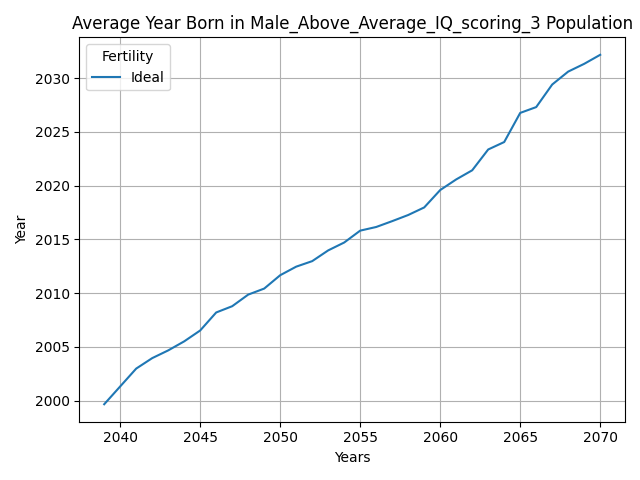 Average Year Born in Male_Above_Average_IQ_scoring_3 Population
Fertility
Ideal
2030
2025
2020
2015
2010
2005
2000
Year
2040 2045 2050 2055 2060 2065 2070
Years